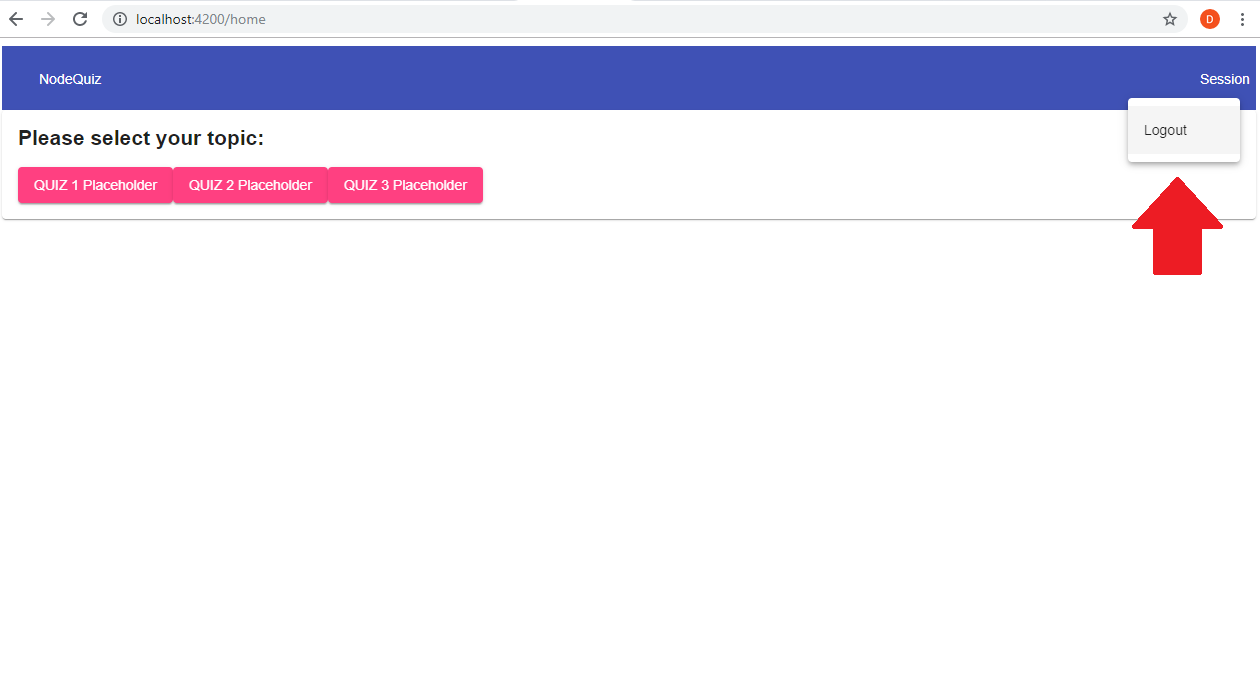 localhost:4200/home
D
NodeQuiz
Session
Logout
Please select your topic:
QUIZ 1 Placeholder QUIZ 2 Placeholder QUIZ 3 Placeholder